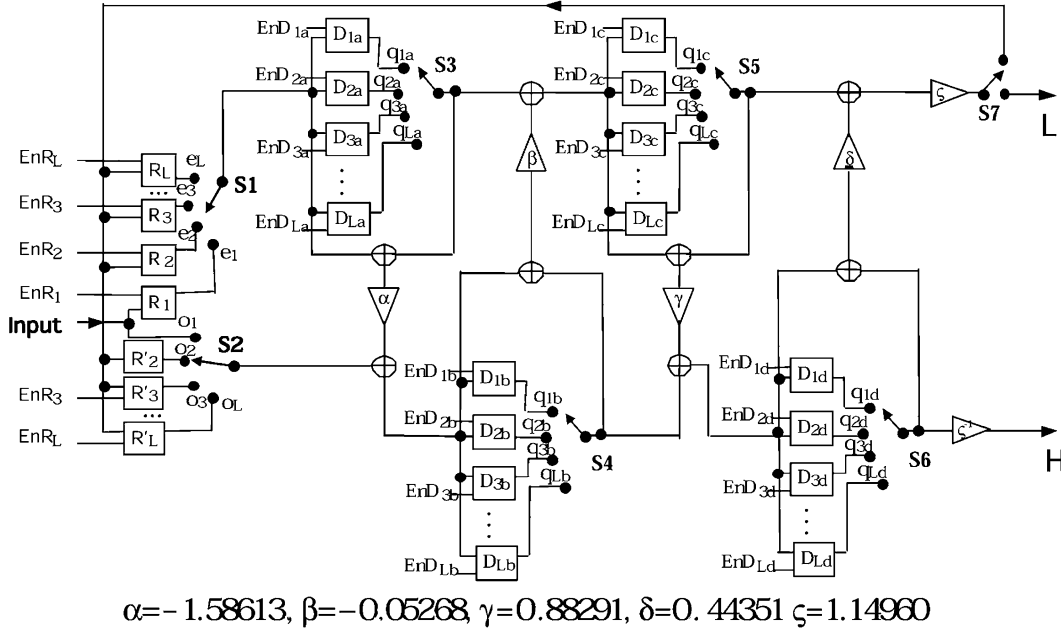 EnD1a D1a q1a S3
EnD2a D2a q2a
q3a
EnD3a D3a qLa
EnDLa DLa
EnD1c D1c q1c S5
EnD2c D2c q2c
q3c
EnD3c D3c qLc
EnDLc DLc
β δ ς S7 L
EnRL RL eL S1
EnR3 R3 e3
EnR2 R2 e2
e1
EnR1 R1
Input o1
R'2 o2 S2
EnR3 R'3 o3 oL
EnRL R'L
α γ
EnD1b D1b q1b
EnD2b D2b q2b S4
q3b
EnD3b D3b qLb
EnDLb DLb
EnD1d D1d q1d
EnD2d D2d q2d S6 ς-1 H
q3d
EnD3d D3d qLd
EnDLd DLd
α=-1.58613, β=-0.05268, γ=0.88291, δ=0.44351 ς=1.14960